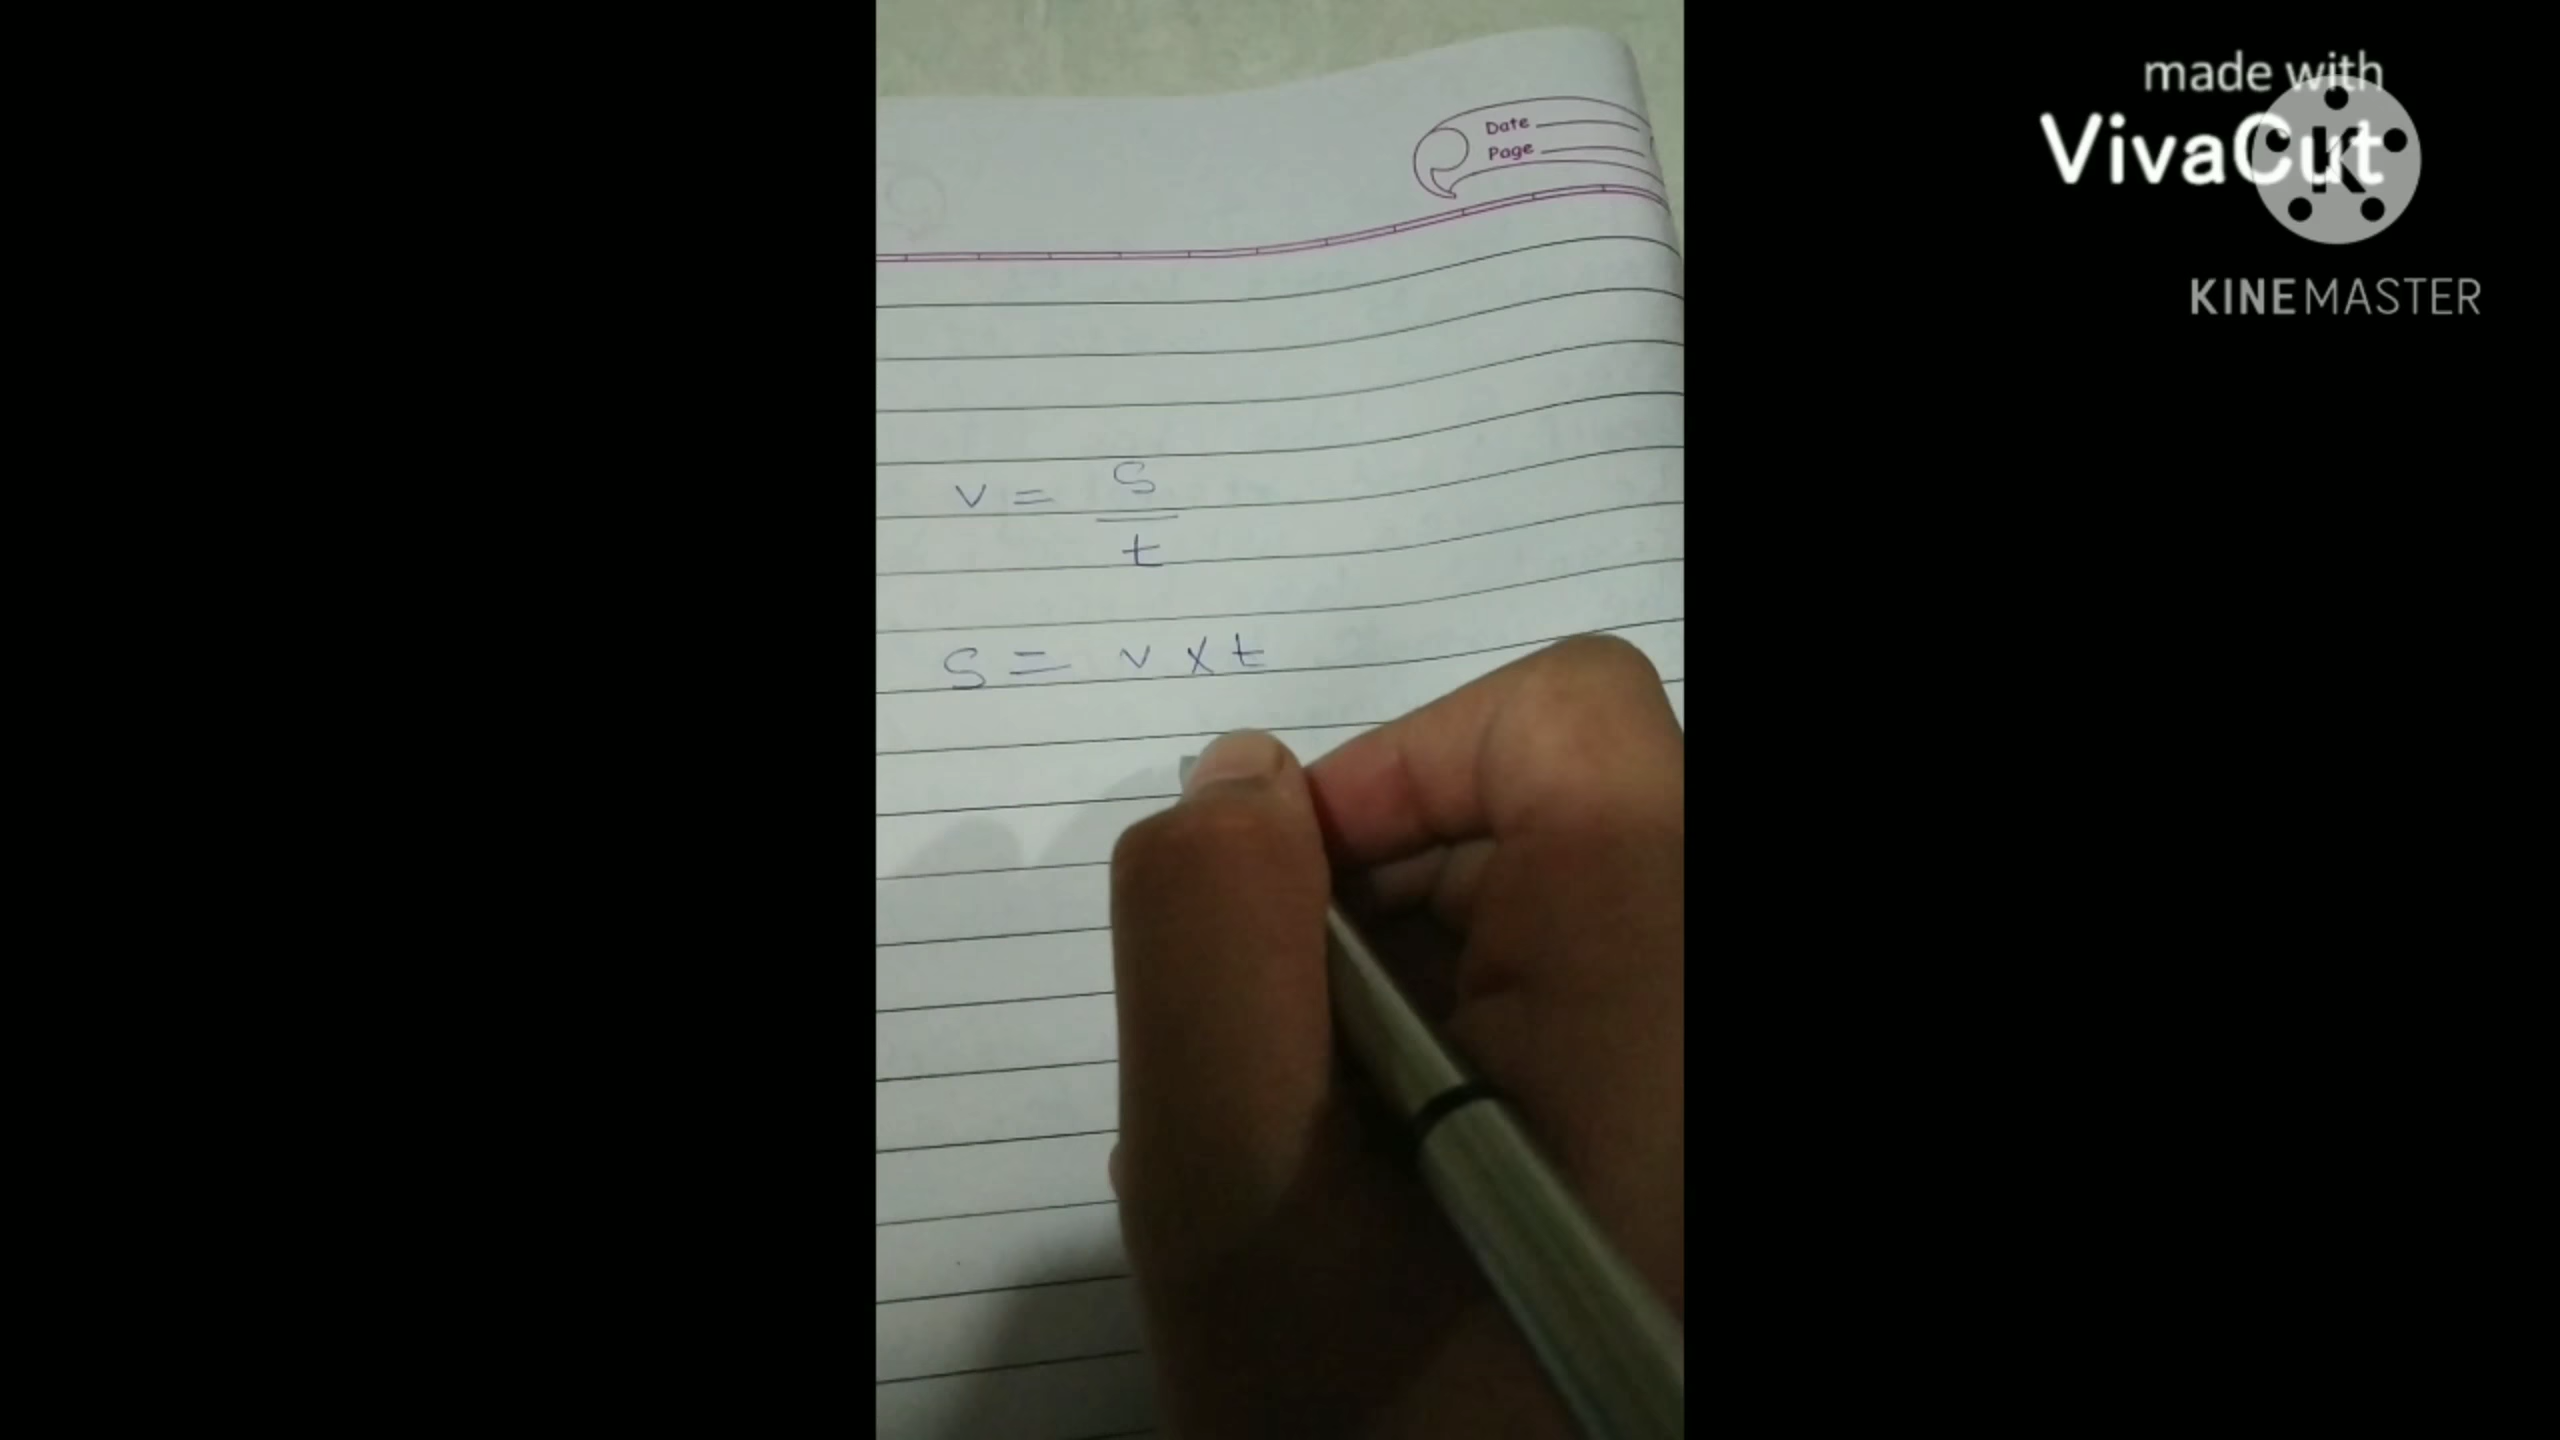 made with
VivaCut
KINEMASTER
Date
Page
v = S
t
S = v x t